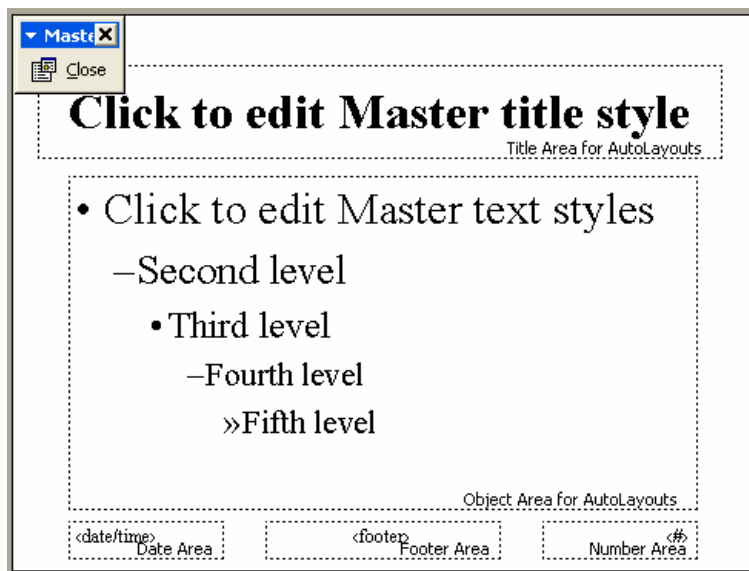 Maste
Close
Click to edit Master title style
Title Area for AutoLayouts
• Click to edit Master text styles
–Second level
•Third level
–Fourth level
»Fifth level
Object Area for AutoLayouts
<date/time>
Date Area
<footer>
Footer Area
<#>
Number Area